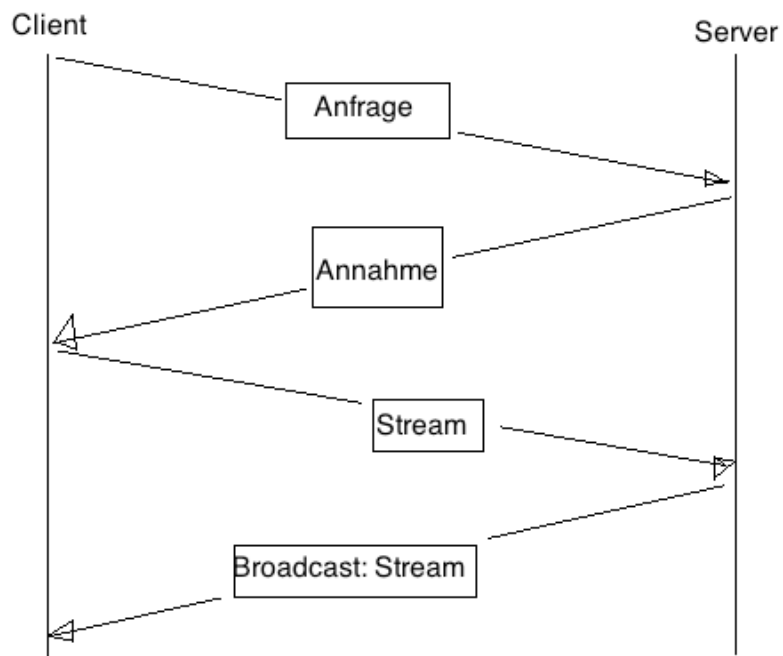 Client
Server
Anfrage
Annahme
Stream
Broadcast: Stream